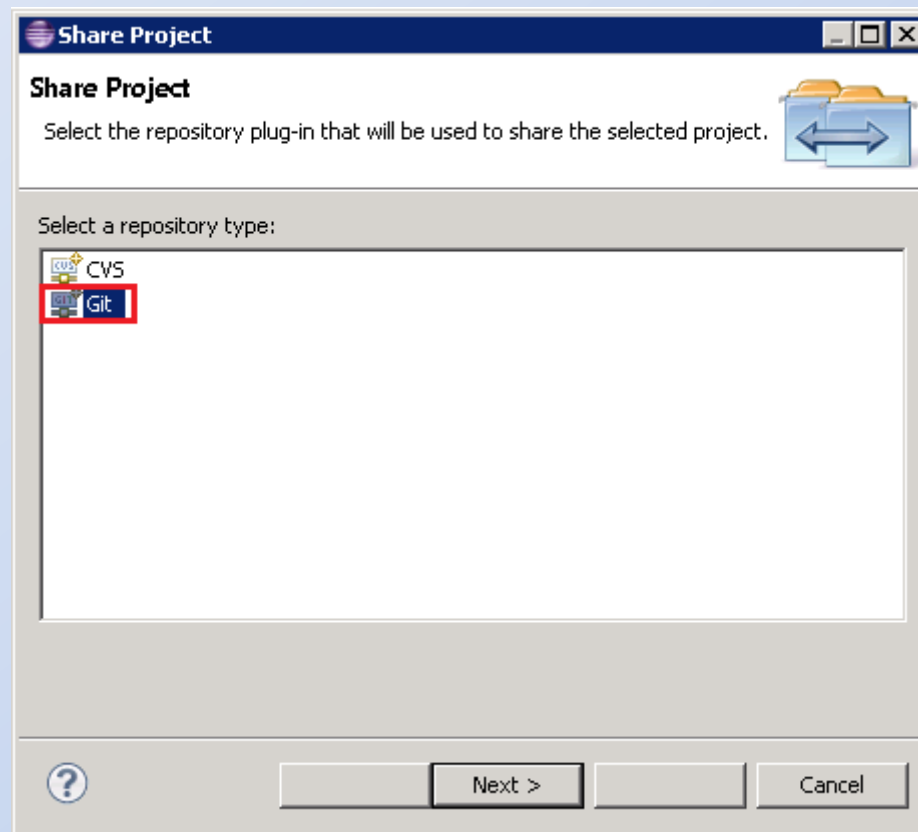 Share Project
Share Project
Select the repository plug-in that will be used to share the selected project.
Select a repository type:
CVS
Git
Next >
Cancel